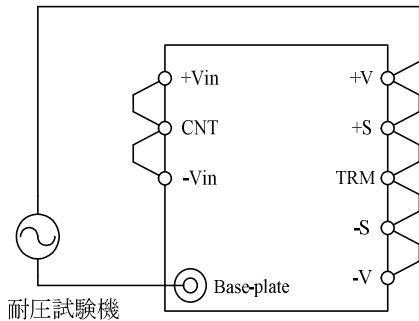 +Vin
CNT
-Vin
+V
+S
TRM
-S
-V
Base-plate
耐圧試験機